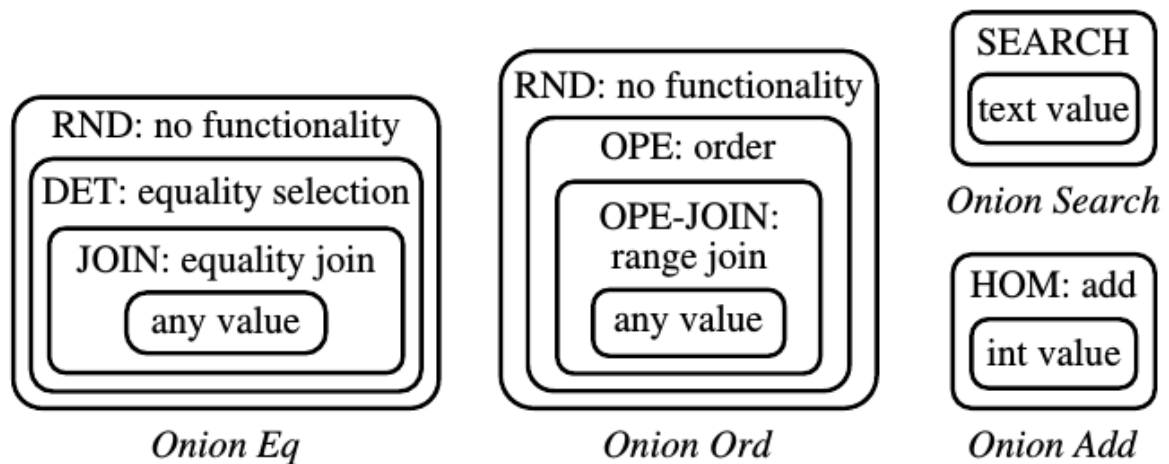 RND: no functionality
DET: equality selection
JOIN: equality join
any value
Onion Eq
RND: no functionality
OPE: order
OPE-JOIN:
range join
any value
Onion Ord
SEARCH
text value
Onion Search
HOM: add
int value
Onion Add